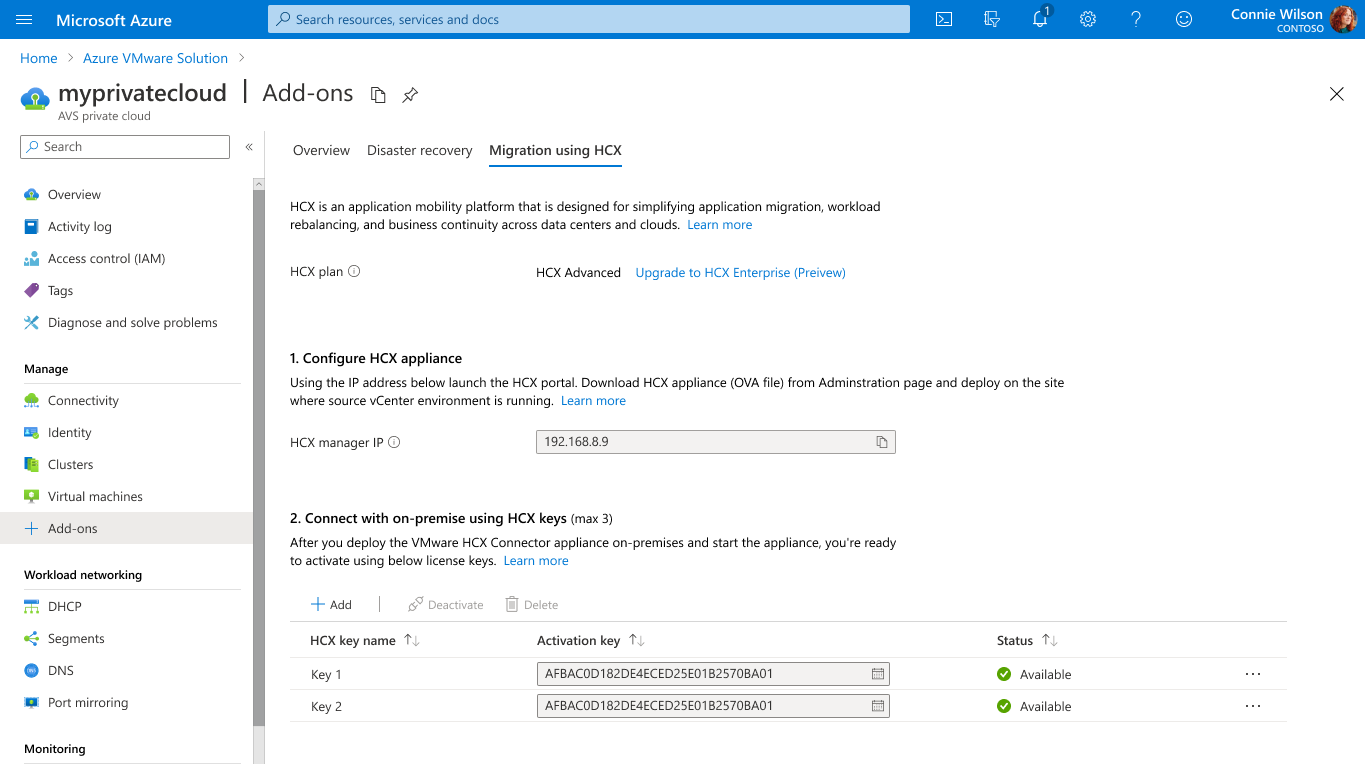 Microsoft Azure
Search resources, services and docs
1
Connie Wilson
CONTOSO
Home > Azure VMware Solution >
myprivatecloud | Add-ons
AVS private cloud
Search
«
Overview
Activity log
Access control (IAM)
Tags
Diagnose and solve problems
Manage
Connectivity
Identity
Clusters
Virtual machines
Add-ons
Workload networking
DHCP
Segments
DNS
Port mirroring
Monitoring
Overview Disaster recovery Migration using HCX
HCX is an application mobility platform that is designed for simplifying application migration, workload
rebalancing, and business continuity across data centers and clouds. Learn more
HCX plan HCX Advanced Upgrade to HCX Enterprise (Preivew)
1. Configure HCX appliance
Using the IP address below launch the HCX portal. Download HCX appliance (OVA file) from Adminstration page and deploy on the site
where source vCenter environment is running. Learn more
HCX manager IP 192.168.8.9
2. Connect with on-premise using HCX keys (max 3)
After you deploy the VMware HCX Connector appliance on-premises and start the appliance, you're ready
to activate using below license keys. Learn more
Add | Deactivate Delete
HCX key name Activation key Status
Key 1 AFBAC0D182DE4ECED25E01B2570BA01 Available ...
Key 2 AFBAC0D182DE4ECED25E01B2570BA01 Available ...